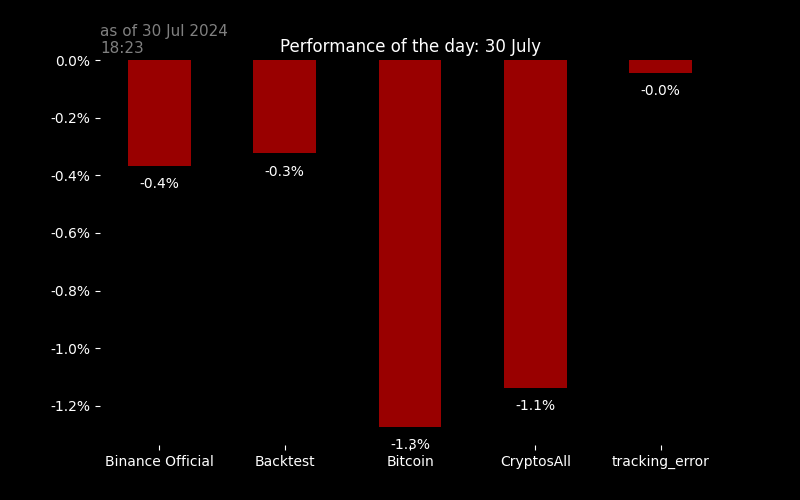 as of 30 Jul 2024
18:23
Performance of the day: 30 July
0.0%
-0.2%
-0.4%
-0.6%
-0.8%
-1.0%
-1.2%
-0.4%
-0.3%
-1.3%
-1.1%
-0.0%
Binance Official
Backtest
Bitcoin
CryptosAll
tracking_error